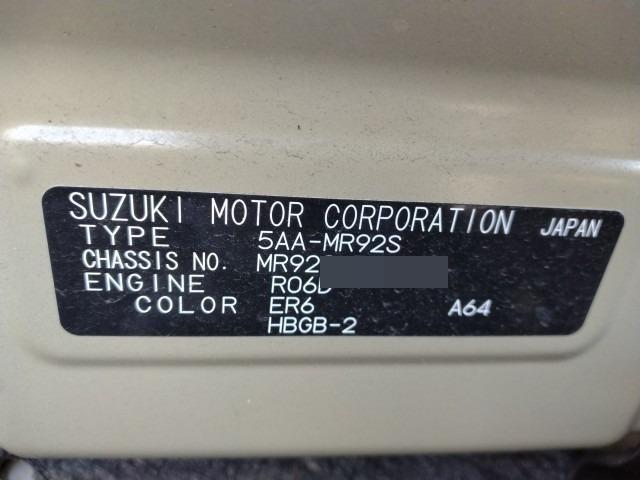 SUZUKI MOTOR CORPORATION JAPAN
TYPE 5AA-MR92S
CHASSIS NO. MR92
ENGINE R06D
COLOR ER6 A64
HBGB-2